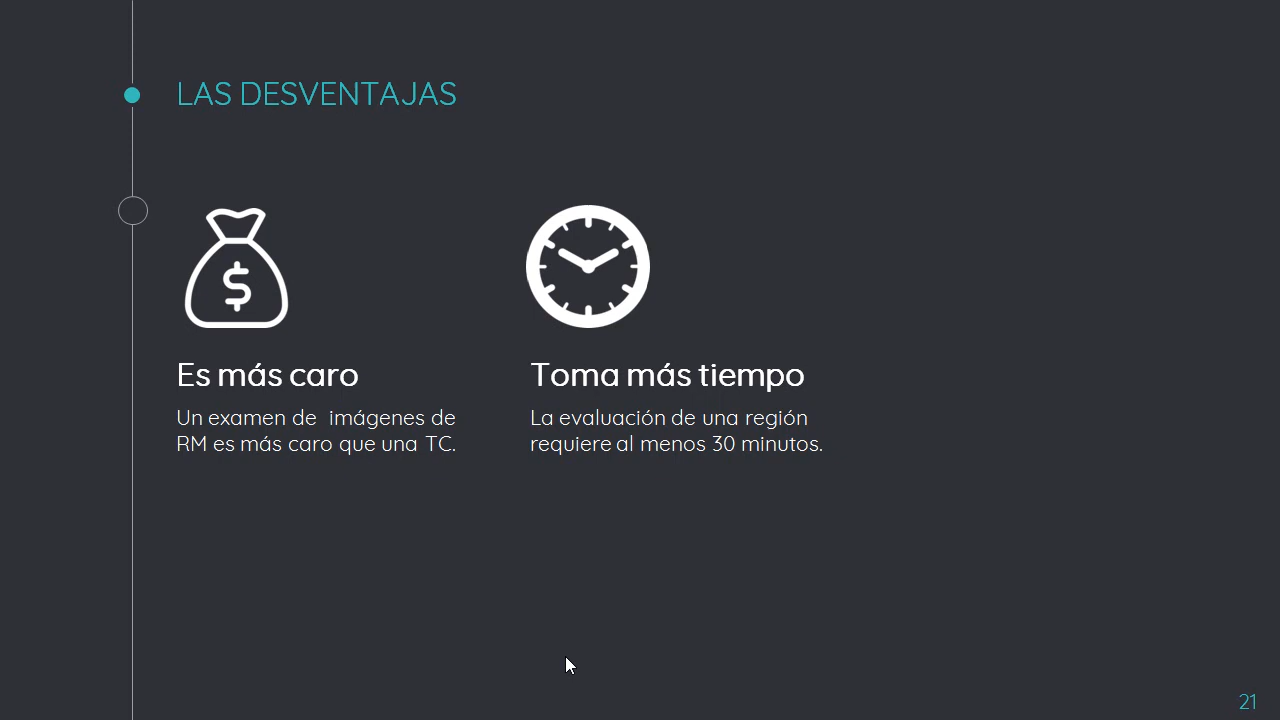 LAS DESVENTAJAS
$
Es más caro
Un examen de  imágenes de
RM es más caro que una TC.
Toma más tiempo
La evaluación de una región
requiere al menos 30 minutos.
21